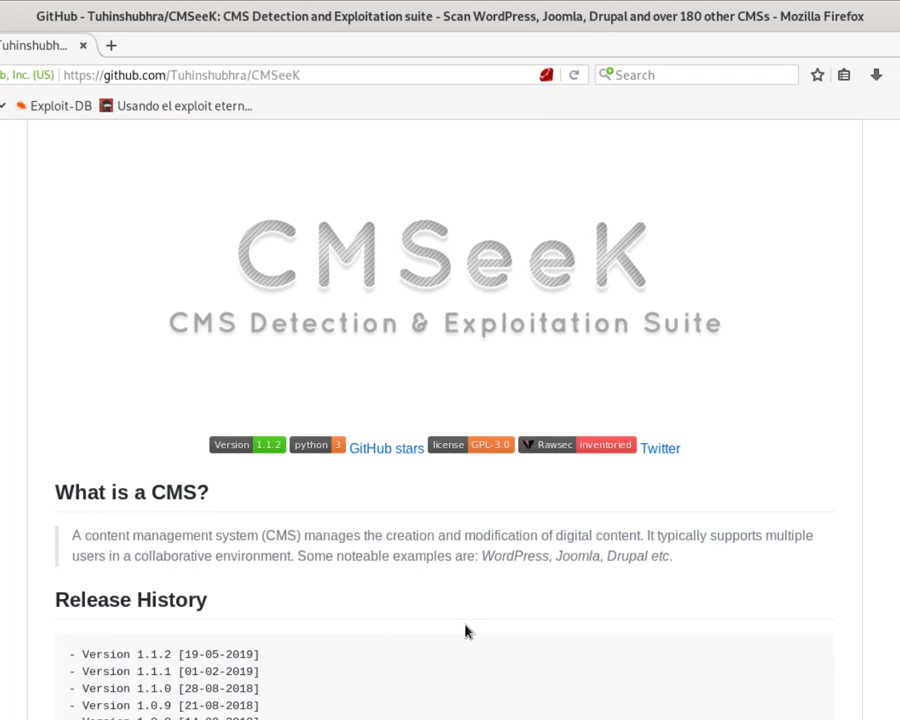 GitHub - Tuhinshubhra/CMSeeK: CMS Detection and Exploitation suite - Scan WordPress, Joomla, Drupal and over 180 other CMSs - Mozilla Firefox
Tuhinshubh... × +
b, Inc. (US) https://github.com/Tuhinshubhra/CMSeeK Search
Exploit-DB Usando el exploit etern...
CMSeeK
CMS Detection & Exploitation Suite
Version 1.1.2 python 3 GitHub stars license GPL-3.0 Rawsec inventoried Twitter
What is a CMS?
A content management system (CMS) manages the creation and modification of digital content. It typically supports multiple
users in a collaborative environment. Some noteable examples are: WordPress, Joomla, Drupal etc.
Release History
- Version 1.1.2 [19-05-2019]
- Version 1.1.1 [01-02-2019]
- Version 1.1.0 [28-08-2018]
- Version 1.0.9 [21-08-2018]